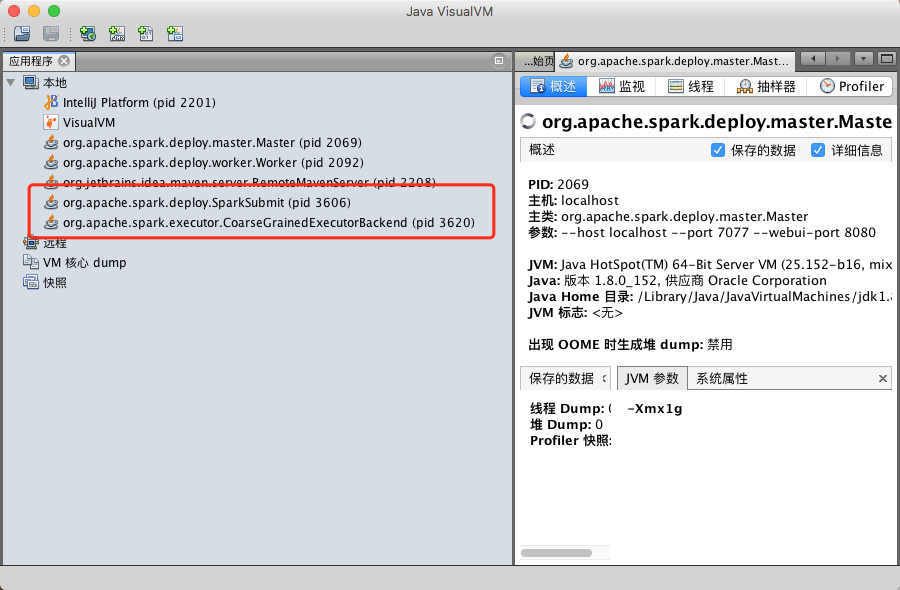 Java VisualVM
应用程序
本地
IntelliJ Platform (pid 2201)
VisualVM
org.apache.spark.deploy.master.Master (pid 2069)
org.apache.spark.deploy.worker.Worker (pid 2092)
org.jetbrains.idea.maven.server.RemoteMavenServer (pid 2208)
org.apache.spark.deploy.SparkSubmit (pid 3606)
org.apache.spark.executor.CoarseGrainedExecutorBackend (pid 3620)
远程
VM 核心 dump
快照
...始页 org.apache.spark.deploy.master.Mast...
概述 监视 线程 抽样器 Profiler
org.apache.spark.deploy.master.Maste
概述 保存的数据 详细信息
PID: 2069
主机: localhost
主类: org.apache.spark.deploy.master.Master
参数: --host localhost --port 7077 --webui-port 8080
JVM: Java HotSpot(TM) 64-Bit Server VM (25.152-b16, mix
Java: 版本 1.8.0_152, 供应商 Oracle Corporation
Java Home 目录: /Library/Java/JavaVirtualMachines/jdk1.8
JVM 标志: <无>
出现 OOME 时生成堆 dump: 禁用
保存的数据 JVM 参数 系统属性
线程 Dump: 0 -Xmx1g
堆 Dump: 0
Profiler 快照: